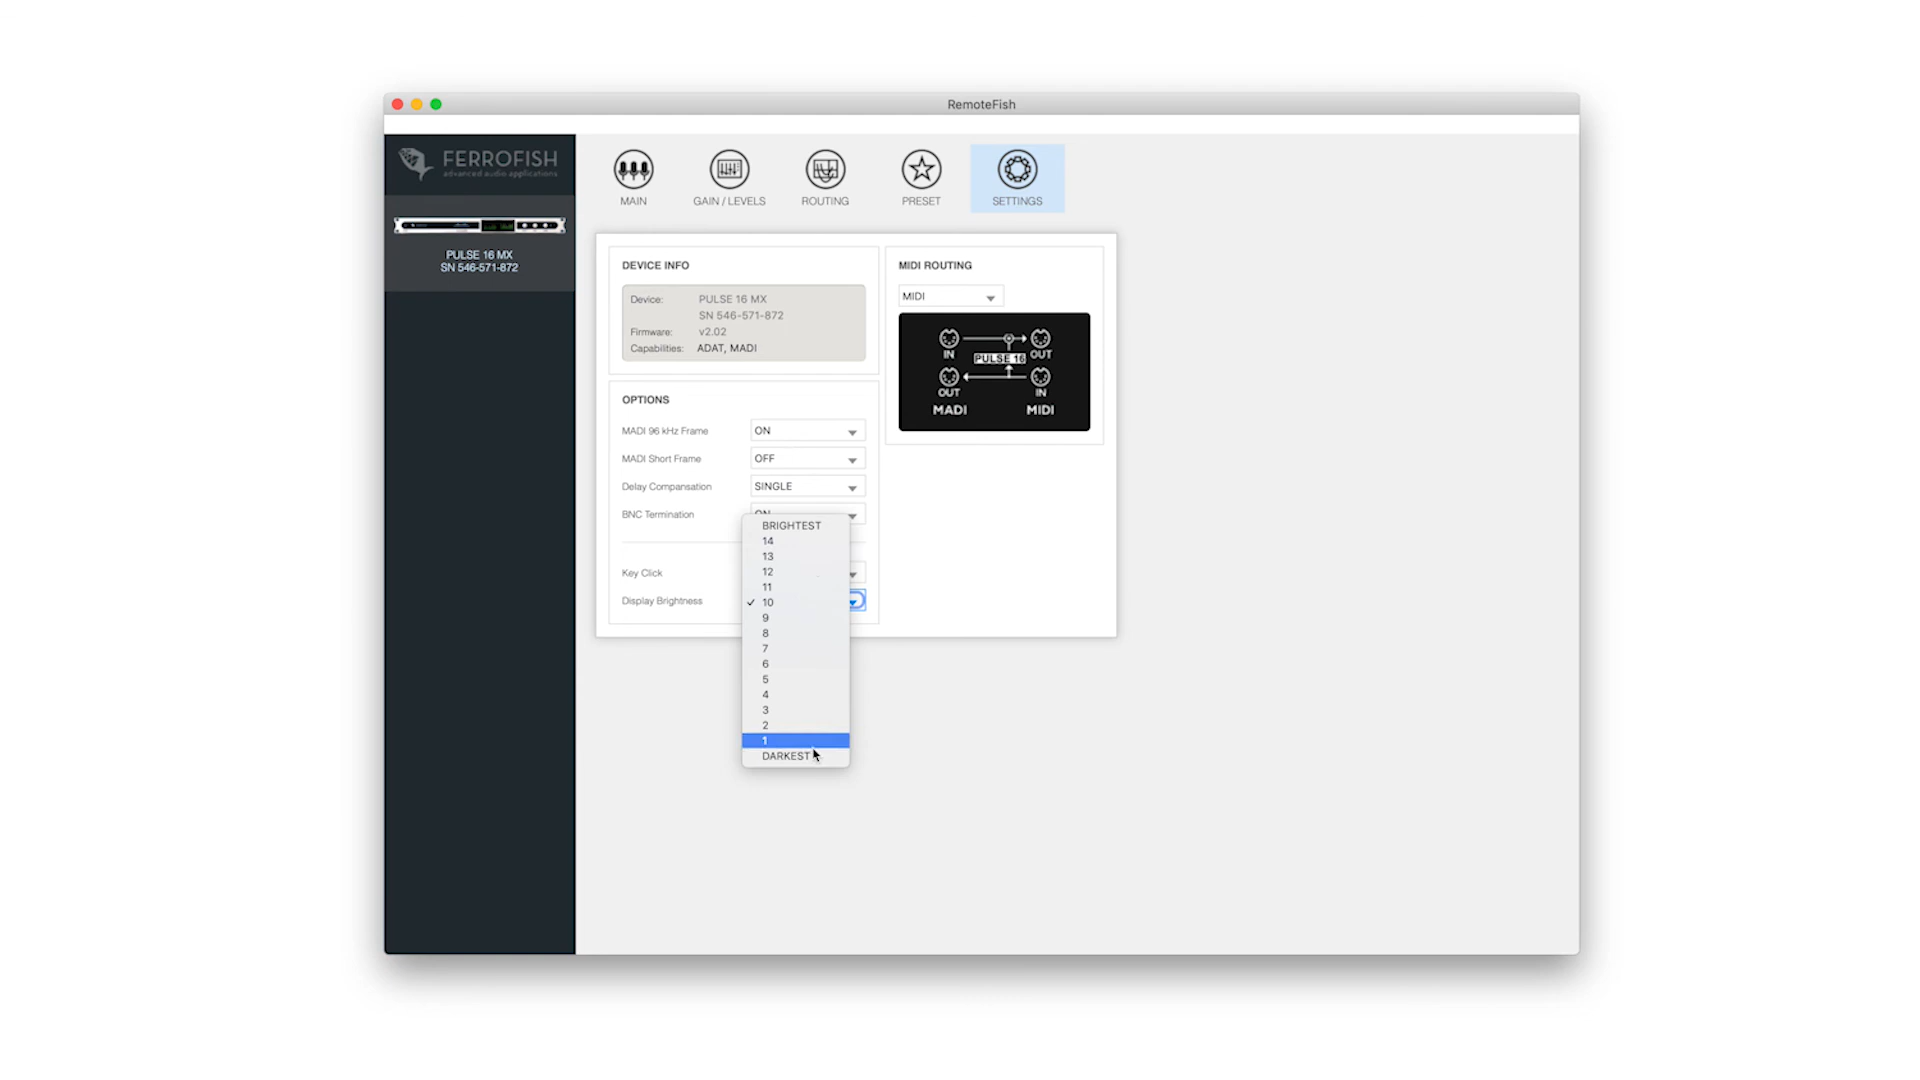 RemoteFish
FERROFISH
advanced audio applications
PULSE 16 MX
SN 546-571-872
MAIN
GAIN / LEVELS
ROUTING
PRESET
SETTINGS
DEVICE INFO
Device: PULSE 16 MX
SN 546-571-872
Firmware: v2.02
Capabilities: ADAT, MADI
OPTIONS
MADI 96 kHz Frame ON
MADI Short Frame OFF
Delay Compansation SINGLE
BNC Termination ON
Key Click
Display Brightness
BRIGHTEST
14
13
12
11
✓ 10
9
8
7
6
5
4
3
2
1
DARKEST
MIDI ROUTING
MIDI
IN OUT
PULSE 16
OUT IN
MADI MIDI